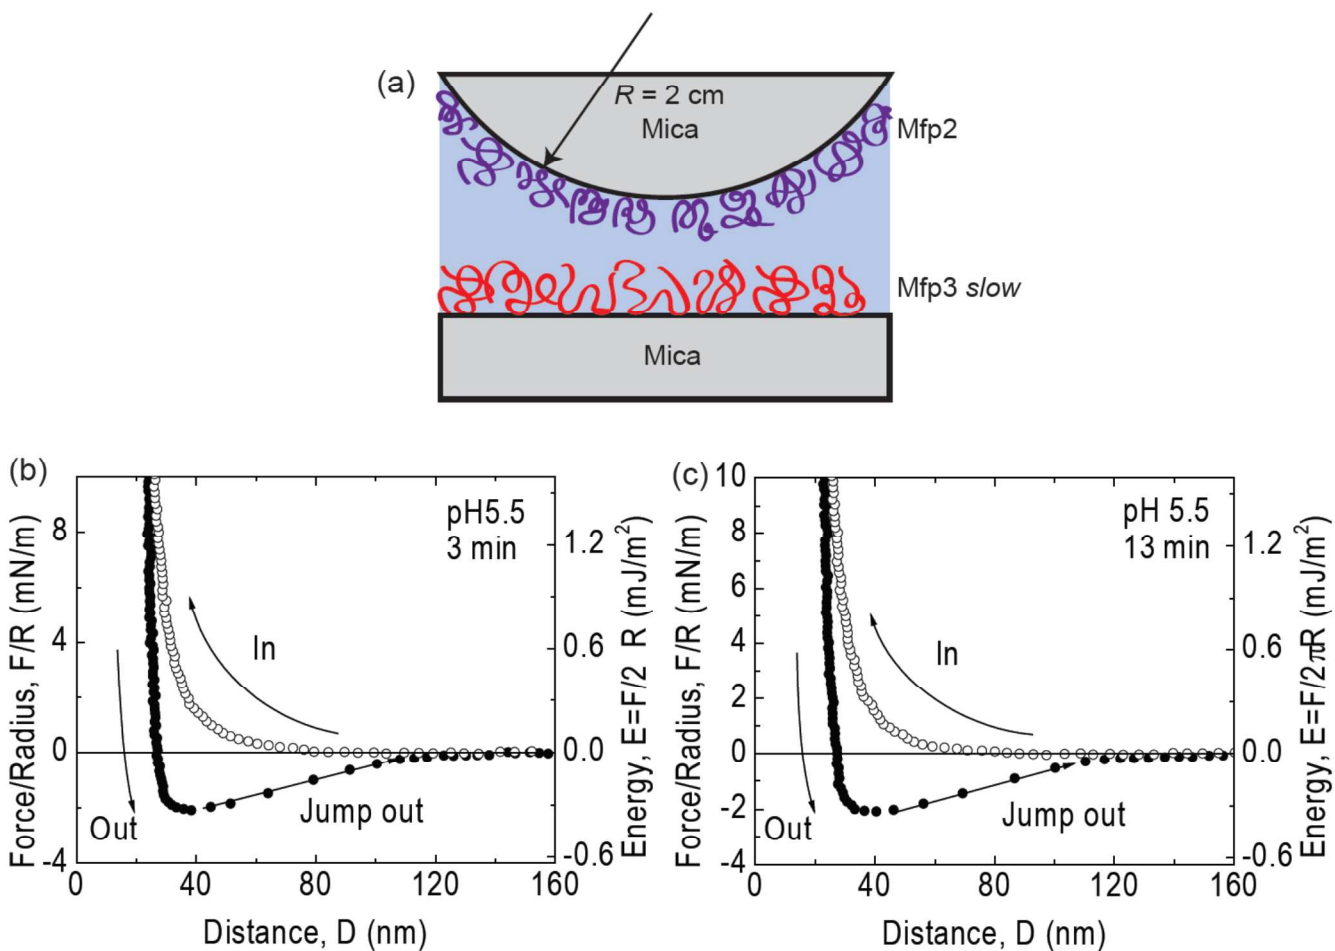 (a)
R = 2 cm
Mica
Mfp2
Mfp3 slow
Mica
(b)
pH5.5
3 min
In
Out
Jump out
Force/Radius, F/R (mN/m)
8
4
0
-4
0 40 80 120 160
Distance, D (nm)
1.2
0.6
0.0
-0.6
Energy, E=F/2 R (mJ/m²)
(c)
pH 5.5
13 min
In
Out
Jump out
Force/Radius, F/R (mN/m)
10
8
6
4
2
0
-2
-4
0 40 80 120 160
Distance, D (nm)
1.2
0.6
0.0
-0.6
Energy, E=F/2πR (mJ/m²)